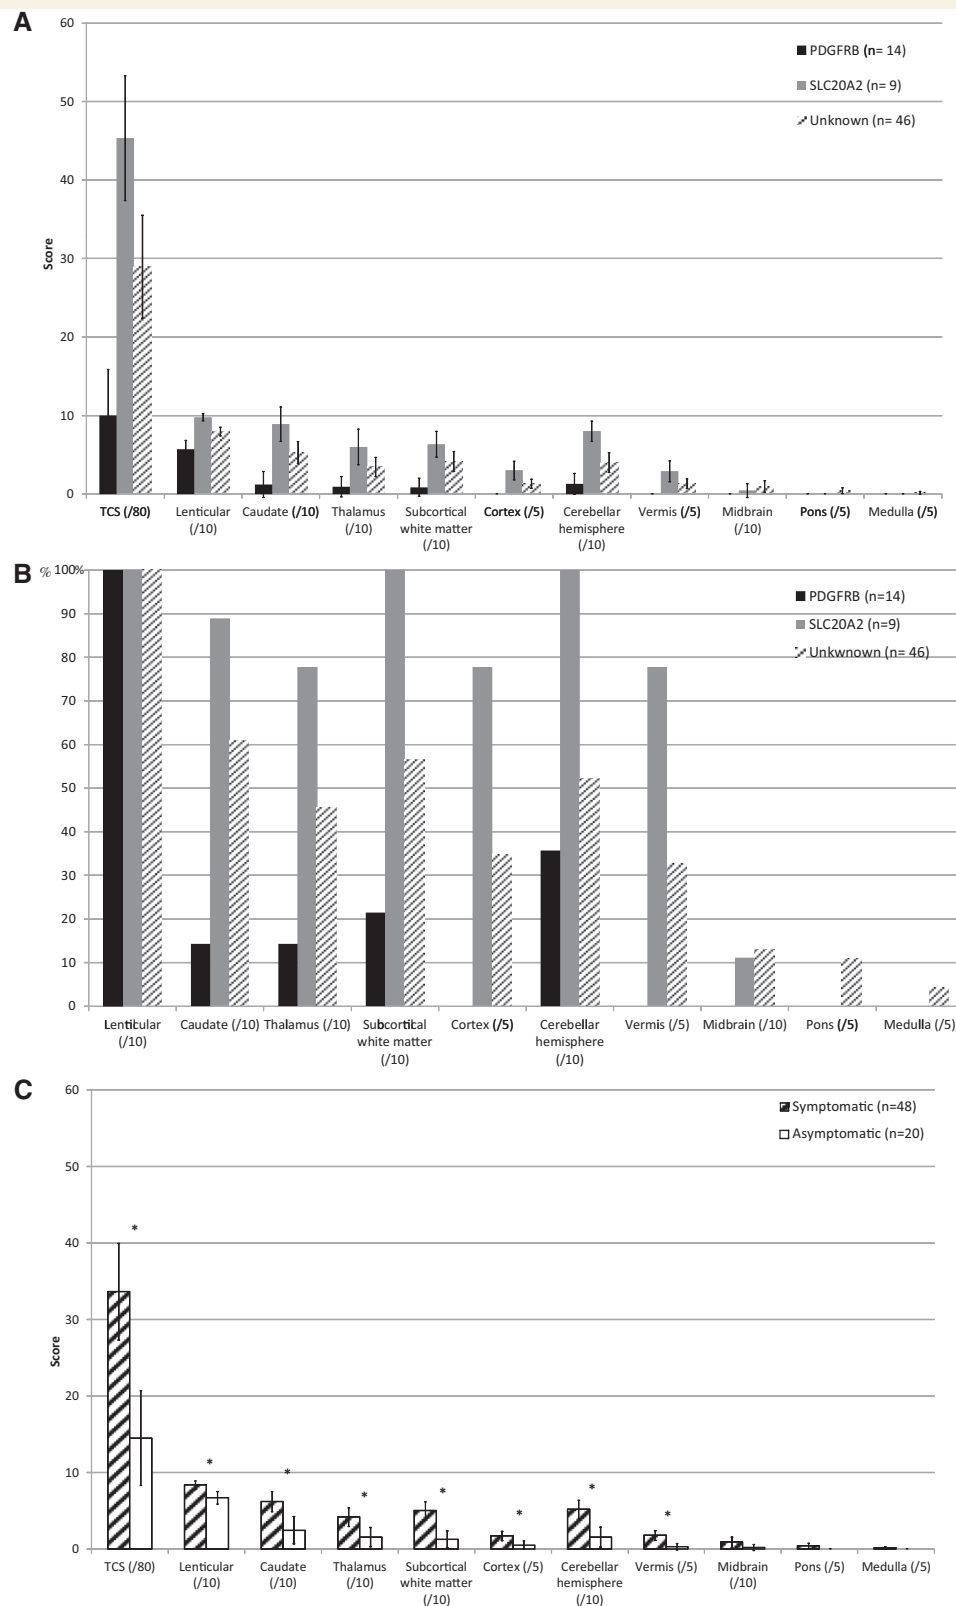 A
60
50
40
30
20
10
0
Score
PDGFRB (n= 14)
SLC20A2 (n= 9)
Unknown (n= 46)
TCS (/80)
Lenticular
(/10)
Caudate (/10)
Thalamus
(/10)
Subcortical
white matter
(/10)
Cortex (/5)
Cerebellar
hemisphere
(/10)
Vermis (/5)
Midbrain
(/10)
Pons (/5)
Medulla (/5)
B
% 100%
90
80
70
60
50
40
30
20
10
0
PDGFRB (n=14)
SLC20A2 (n=9)
Unkwnown (n= 46)
Lenticular
(/10)
Caudate (/10)
Thalamus (/10)
Subcortical
white matter
(/10)
Cortex (/5)
Cerebellar
hemisphere
(/10)
Vermis (/5)
Midbrain (/10)
Pons (/5)
Medulla (/5)
C
60
50
40
30
20
10
0
Score
Symptomatic (n=48)
Asymptomatic (n=20)
*
*
*
*
*
*
*
*
TCS (/80)
Lenticular
(/10)
Caudate
(/10)
Thalamus
(/10)
Subcortical
white matter
(/10)
Cortex (/5)
Cerebellar
hemisphere
(/10)
Vermis (/5)
Midbrain
(/10)
Pons (/5)
Medulla (/5)